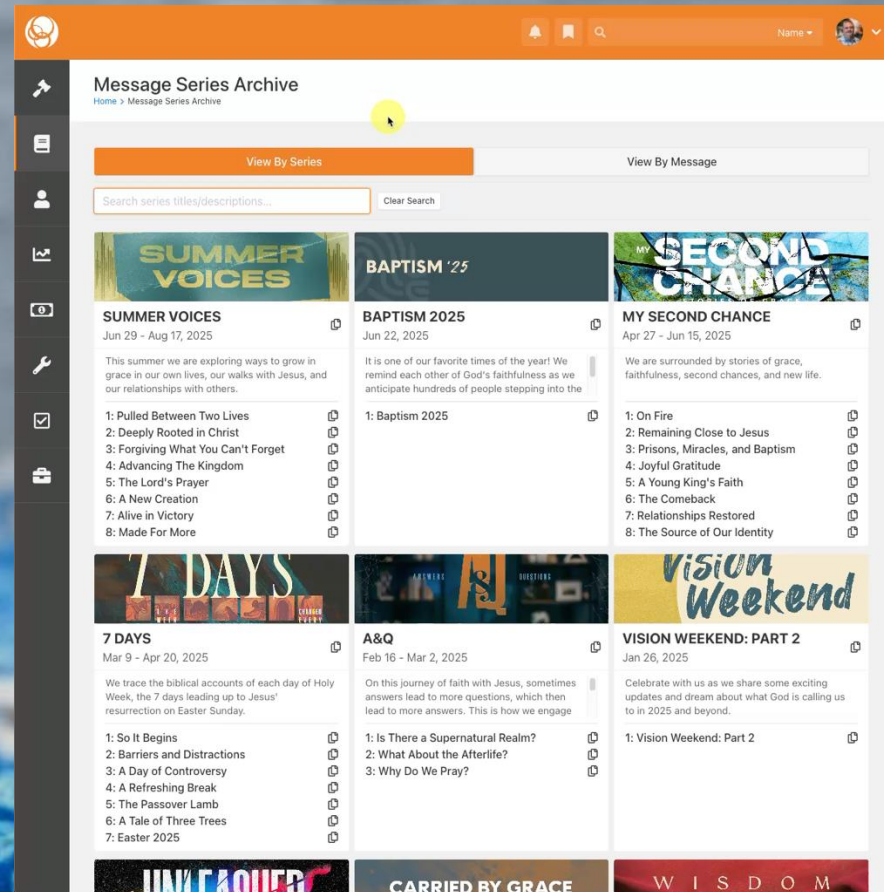 Name
Message Series Archive
Home > Message Series Archive
View By Series
View By Message
Search series titles/descriptions...
Clear Search
SUMMER
VOICES
SUMMER VOICES
Jun 29 - Aug 17, 2025
This summer we are exploring ways to grow in
grace in our own lives, our walks with Jesus, and
our relationships with others.
1: Pulled Between Two Lives
2: Deeply Rooted in Christ
3: Forgiving What You Can't Forget
4: Advancing The Kingdom
5: The Lord's Prayer
6: A New Creation
7: Alive in Victory
8: Made For More
BAPTISM '25
BAPTISM 2025
Jun 22, 2025
It is one of our favorite times of the year! We
remind each other of God's faithfulness as we
anticipate hundreds of people stepping into the
1: Baptism 2025
MY SECOND
CHANCE
MY SECOND CHANCE
Apr 27 - Jun 15, 2025
We are surrounded by stories of grace,
faithfulness, second chances, and new life.
1: On Fire
2: Remaining Close to Jesus
3: Prisons, Miracles, and Baptism
4: Joyful Gratitude
5: A Young King's Faith
6: The Comeback
7: Relationships Restored
8: The Source of Our Identity
7 DAYS
7 DAYS
Mar 9 - Apr 20, 2025
We trace the biblical accounts of each day of Holy
Week, the 7 days leading up to Jesus'
resurrection on Easter Sunday.
1: So It Begins
2: Barriers and Distractions
3: A Day of Controversy
4: A Refreshing Break
5: The Passover Lamb
6: A Tale of Three Trees
7: Easter 2025
ANSWERS A&Q QUESTIONS
A&Q
Feb 16 - Mar 2, 2025
On this journey of faith with Jesus, sometimes
answers lead to more questions, which then
lead to more answers. This is how we engage
1: Is There a Supernatural Realm?
2: What About the Afterlife?
3: Why Do We Pray?
Vision
Weekend
VISION WEEKEND: PART 2
Jan 26, 2025
Celebrate with us as we share some exciting
updates and dream about what God is calling us
to in 2025 and beyond.
1: Vision Weekend: Part 2
CARRIED BY GRACE
WISDOM